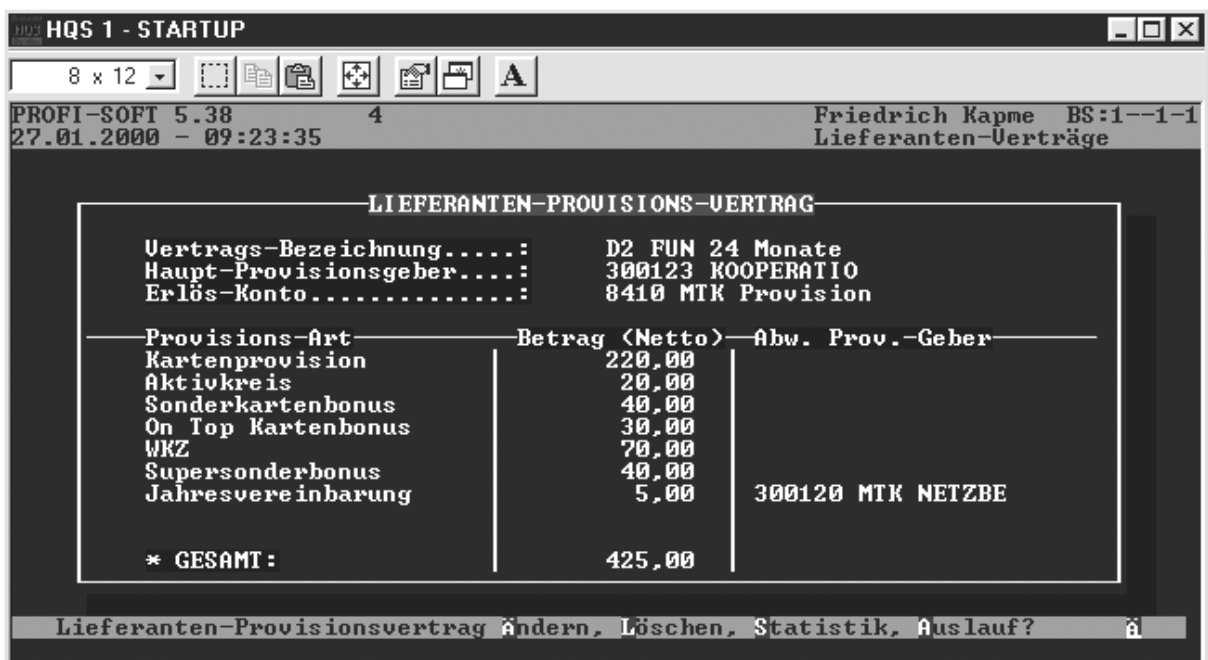 HQS 1 - STARTUP
8 x 12
A
PROFI-SOFT 5.38 4 Friedrich Kapme BS:1--1-1
27.01.2000 - 09:23:35 Lieferanten-Verträge
LIEFERANTEN-PROVISIONS-VERTRAG
Vertrags-Bezeichnung.....: D2 FUN 24 Monate
Haupt-Provisionsgeber....: 300123 KOOPERATIO
Erlös-Konto..............: 8410 MTK Provision
Provisions-Art Betrag (Netto) Abw. Prov.-Geber
Kartenprovision 220,00
Aktivkreis 20,00
Sonderkartenbonus 40,00
On Top Kartenbonus 30,00
WKZ 70,00
Supersonderbonus 40,00
Jahresvereinbarung 5,00 300120 MTK NETZBE
* GESAMT: 425,00
Lieferanten-Provisionsvertrag Ändern, Löschen, Statistik, Auslauf? Ä